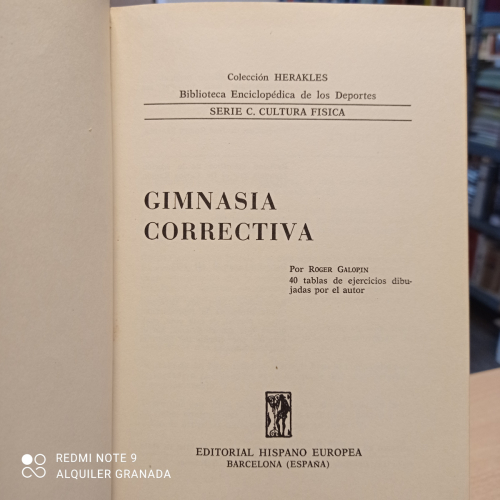 Colección HERAKLES
Biblioteca Enciclopédica de los Deportes
SERIE C. CULTURA FISICA
GIMNASIA
CORRECTIVA
Por ROGER GALOPIN
40 tablas de ejercicios dibu-
jadas por el autor
EDITORIAL HISPANO EUROPEA
BARCELONA (ESPAÑA)
REDMI NOTE 9
ALQUILER GRANADA